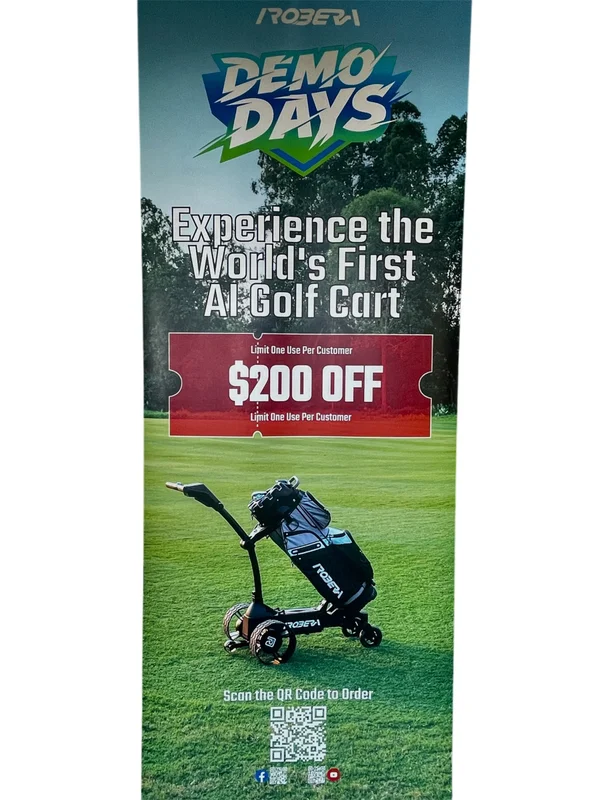 ROBERA
DEMO
DAYS
Experience the
World's First
AI Golf Cart
Limit One Use Per Customer
$200 OFF
Limit One Use Per Customer
ROBERA
ROBERA
R
Scan the QR Code to Order
f